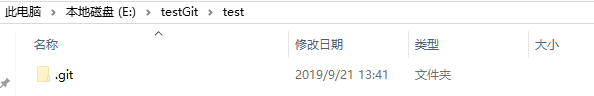 此电脑 › 本地磁盘 (E:) › testGit › test
名称 修改日期 类型 大小
.git 2019/9/21 13:41 文件夹